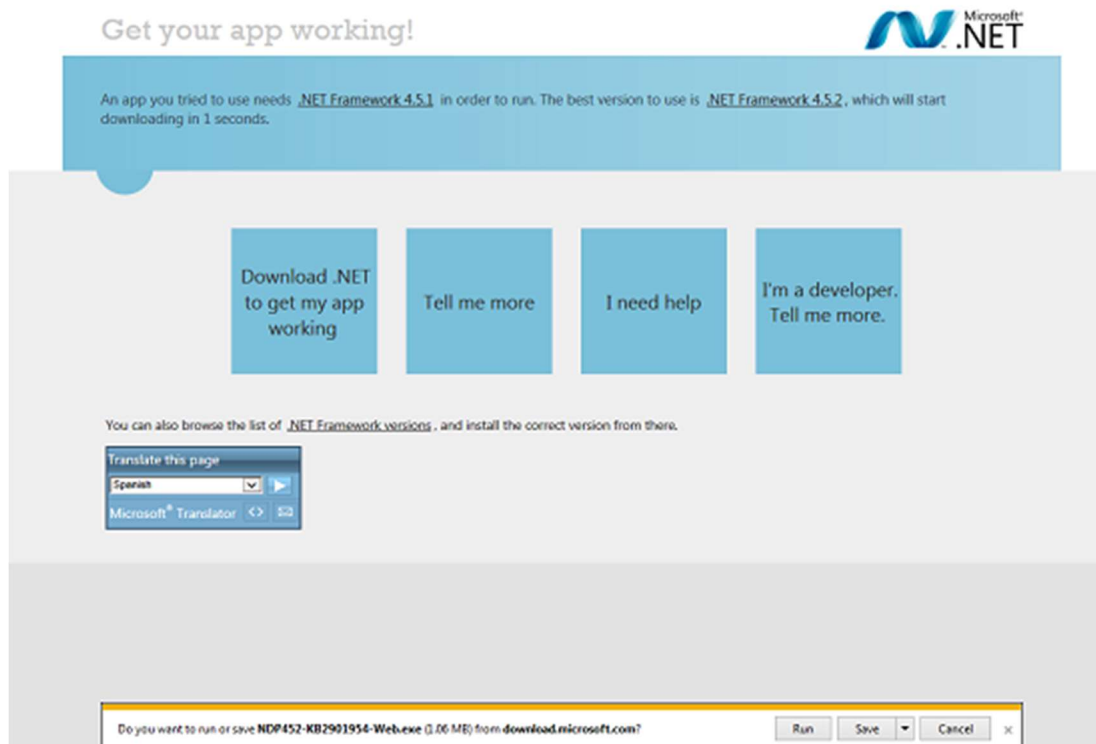 Get your app working!
Microsoft®
.NET
An app you tried to use needs .NET Framework 4.5.1 in order to run. The best version to use is .NET Framework 4.5.2, which will start
downloading in 1 seconds.
Download .NET
to get my app
working
Tell me more
I need help
I'm a developer.
Tell me more.
You can also browse the list of .NET Framework versions, and install the correct version from there.
Translate this page
Spanish
Microsoft® Translator
Do you want to run or save NDP452-KB2901954-Web.exe (1.06 MB) from download.microsoft.com?
Run
Save
Cancel